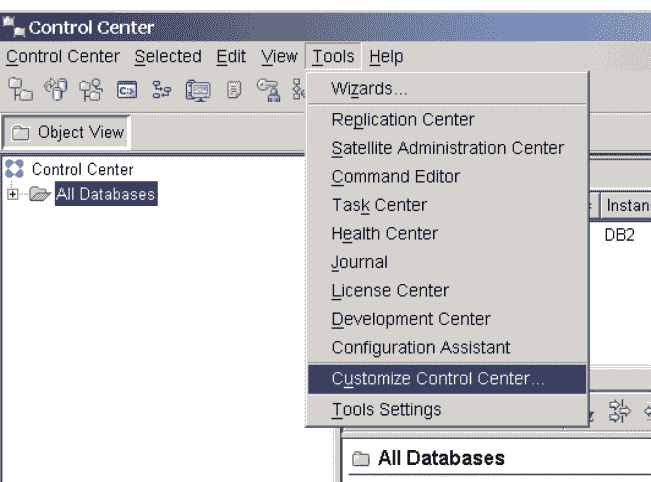 Control Center
Control Center Selected Edit View Tools Help
Wizards...
Replication Center
Satellite Administration Center
Command Editor
Task Center
Health Center
Journal
License Center
Development Center
Configuration Assistant
Customize Control Center...
Tools Settings
Object View
Control Center
All Databases
Instan
DB2
All Databases